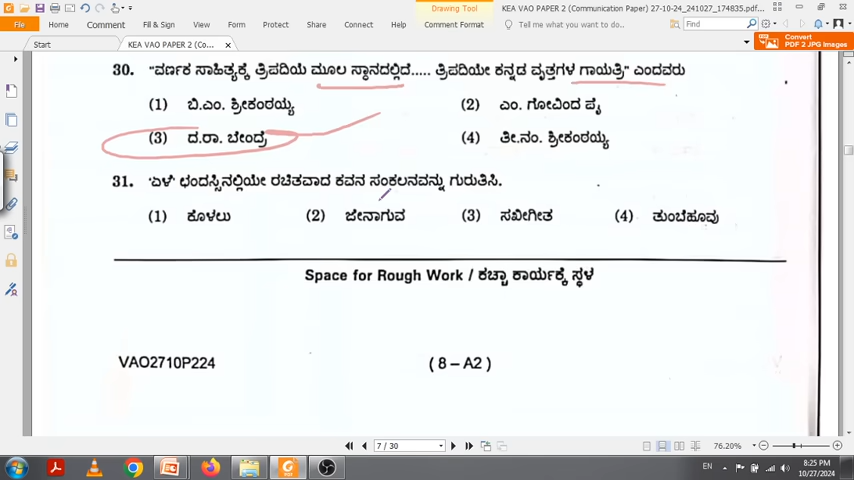 KEA VAO PAPER 2 (Communication Paper) 27-10-24_241027_174835.pdf...
Drawing Tool
File Home Comment Fill & Sign View Protect Share Connect Help Comment Format Tell me what you want to do... Find
Start KEA VAO PAPER 2 (Co... Convert
PDF 2 JPG Images
30. "ವರ್ಣಕ ಸಾಹಿತ್ಯಕ್ಕೆ ತ್ರಿಪದಿಯೆ ಮೂಲ ಸ್ಥಾನದಲ್ಲಿದೆ..... ತ್ರಿಪದಿಯೇ ಕನ್ನಡ ವೃತ್ತಗಳ ಗಾಯತ್ರಿ" ಎಂದವರು
(1) ಬಿ.ಎಂ. ಶ್ರೀಕಂಠಯ್ಯ (2) ಎಂ. ಗೋವಿಂದ ಪೈ
(3) ದ.ರಾ. ಬೇಂದ್ರೆ (4) ತೀ.ನಂ. ಶ್ರೀಕಂಠಯ್ಯ
31. 'ಏಳೆ' ಛಂದಸ್ಸಿನಲ್ಲಿಯೇ ರಚಿತವಾದ ಕವನ ಸಂಕಲನವನ್ನು ಗುರುತಿಸಿ.
(1) ಕೊಳಲು (2) ಜೇನಾಗುವ (3) ಸಖೀಗೀತ (4) ತುಂಬೆಹೂವು
Space for Rough Work / ಕಚ್ಚಾ ಕಾರ್ಯಕ್ಕೆ ಸ್ಥಳ
VAO2710P224 ( 8 – A2 )
7 / 30 76.20%
EN 8:25 PM
10/27/2024